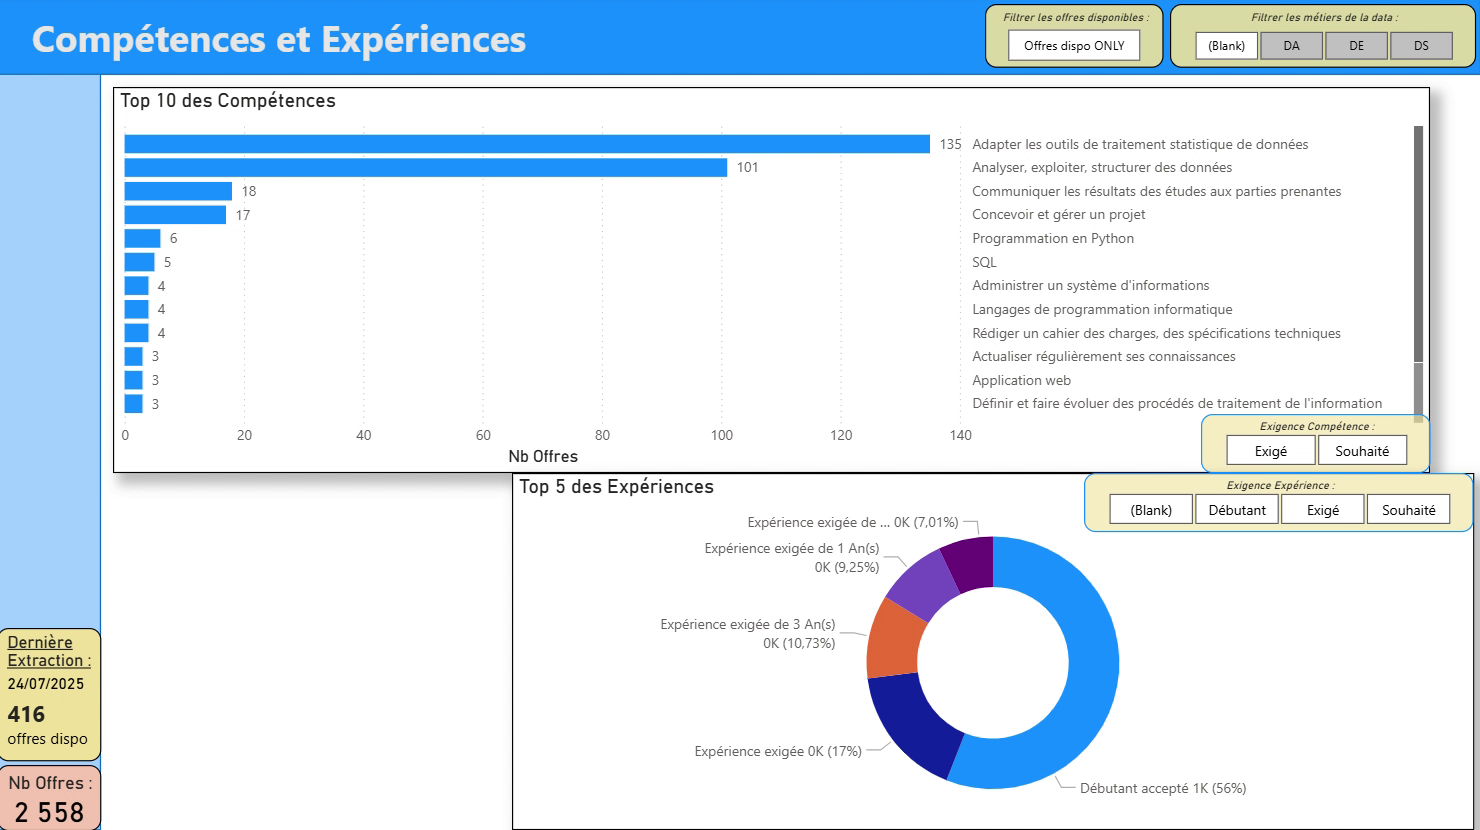 Compétences et Expériences
Filtrer les offres disponibles :
Offres dispo ONLY
Filtrer les métiers de la data :
(Blank)
DA
DE
DS
Top 10 des Compétences
135 Adapter les outils de traitement statistique de données
101 Analyser, exploiter, structurer des données
18 Communiquer les résultats des études aux parties prenantes
17 Concevoir et gérer un projet
6 Programmation en Python
5 SQL
4 Administrer un système d'informations
4 Langages de programmation informatique
4 Rédiger un cahier des charges, des spécifications techniques
3 Actualiser régulièrement ses connaissances
3 Application web
3 Définir et faire évoluer des procédés de traitement de l'information
0 20 40 60 80 100 120 140
Nb Offres
Exigence Compétence :
Exigé
Souhaité
Top 5 des Expériences
Exigence Expérience :
(Blank)
Débutant
Exigé
Souhaité
Expérience exigée de ... 0K (7,01%)
Expérience exigée de 1 An(s)
0K (9,25%)
Expérience exigée de 3 An(s)
0K (10,73%)
Expérience exigée 0K (17%)
Débutant accepté 1K (56%)
Dernière
Extraction :
24/07/2025
416
offres dispo
Nb Offres :
2 558